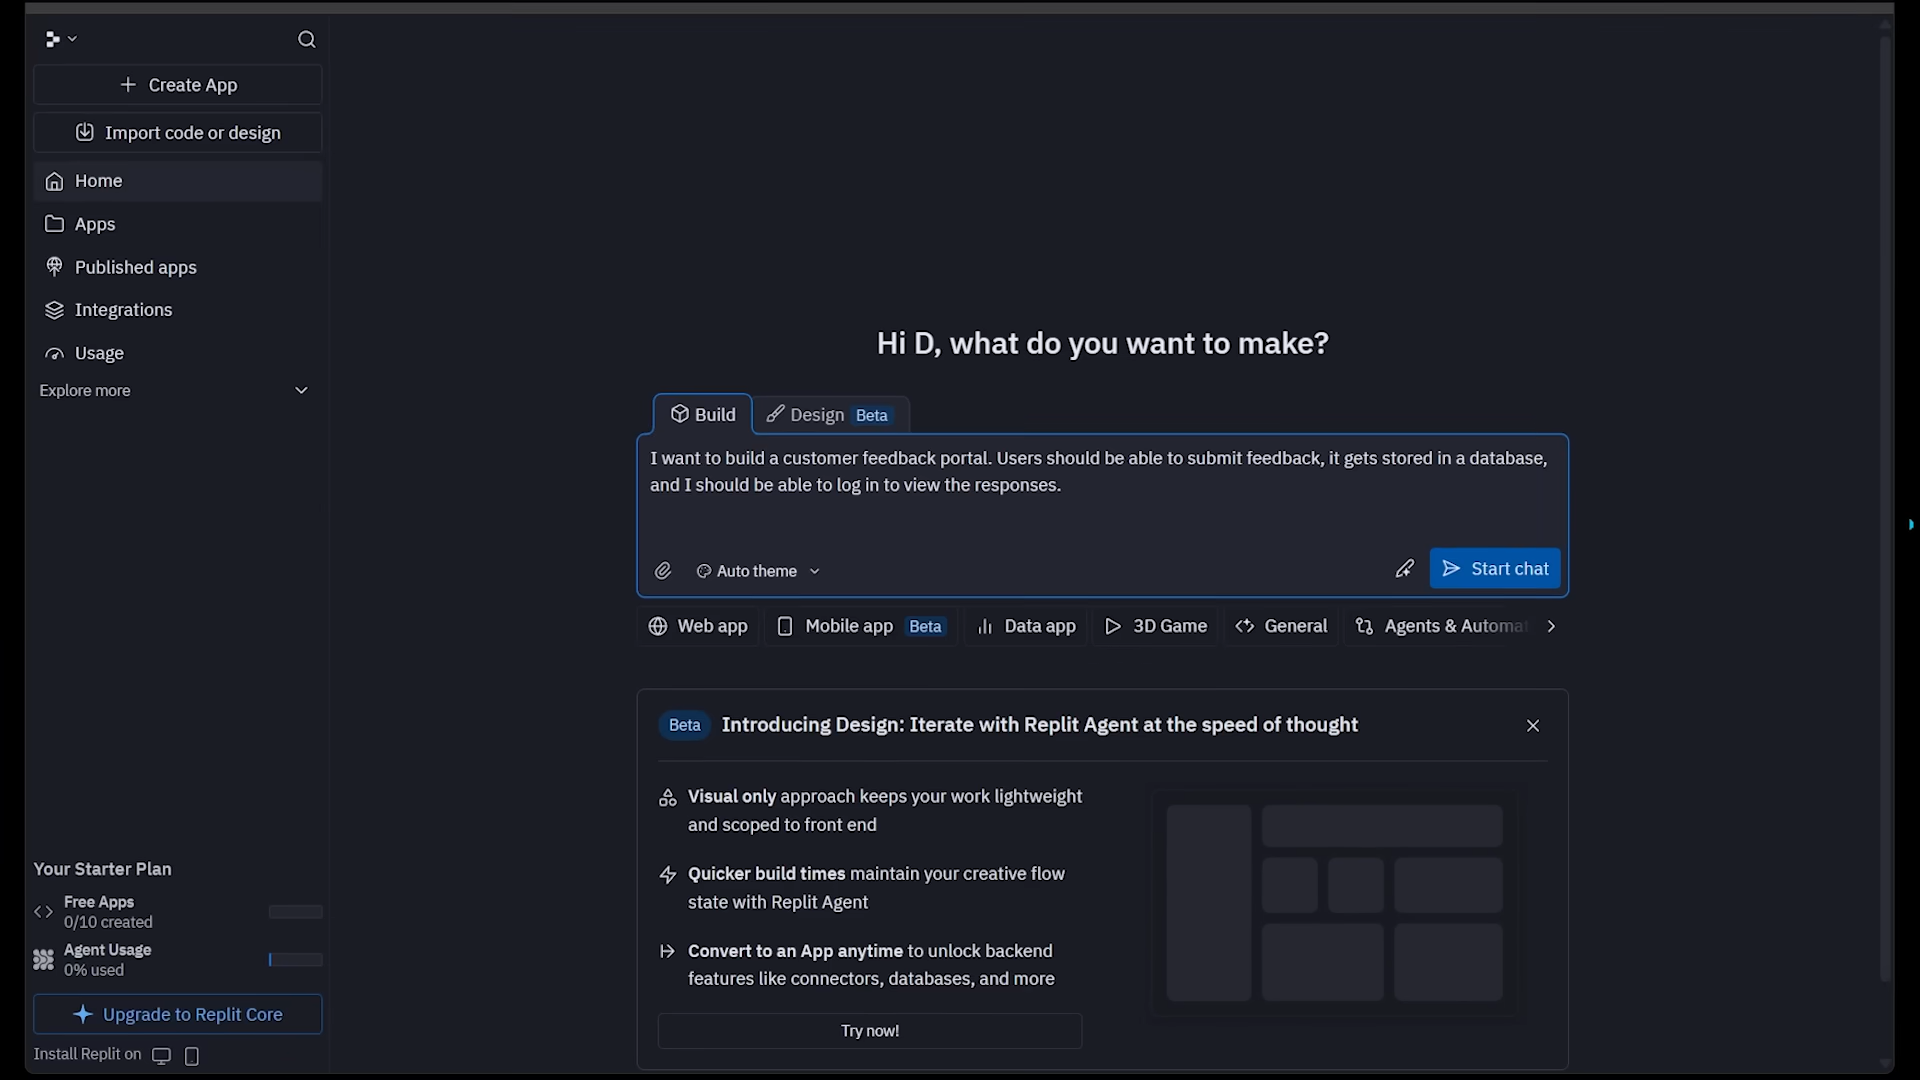 Create App
Import code or design
Home
Apps
Published apps
Integrations
Usage
Explore more
Your Starter Plan
Free Apps
0/10 created
Agent Usage
0% used
Upgrade to Replit Core
Install Replit on
Hi D, what do you want to make?
Build
Design Beta
I want to build a customer feedback portal. Users should be able to submit feedback, it gets stored in a database,
and I should be able to log in to view the responses.
Auto theme
Start chat
Web app
Mobile app Beta
Data app
3D Game
General
Agents & Automat
Beta Introducing Design: Iterate with Replit Agent at the speed of thought
Visual only approach keeps your work lightweight
and scoped to front end
Quicker build times maintain your creative flow
state with Replit Agent
Convert to an App anytime to unlock backend
features like connectors, databases, and more
Try now!